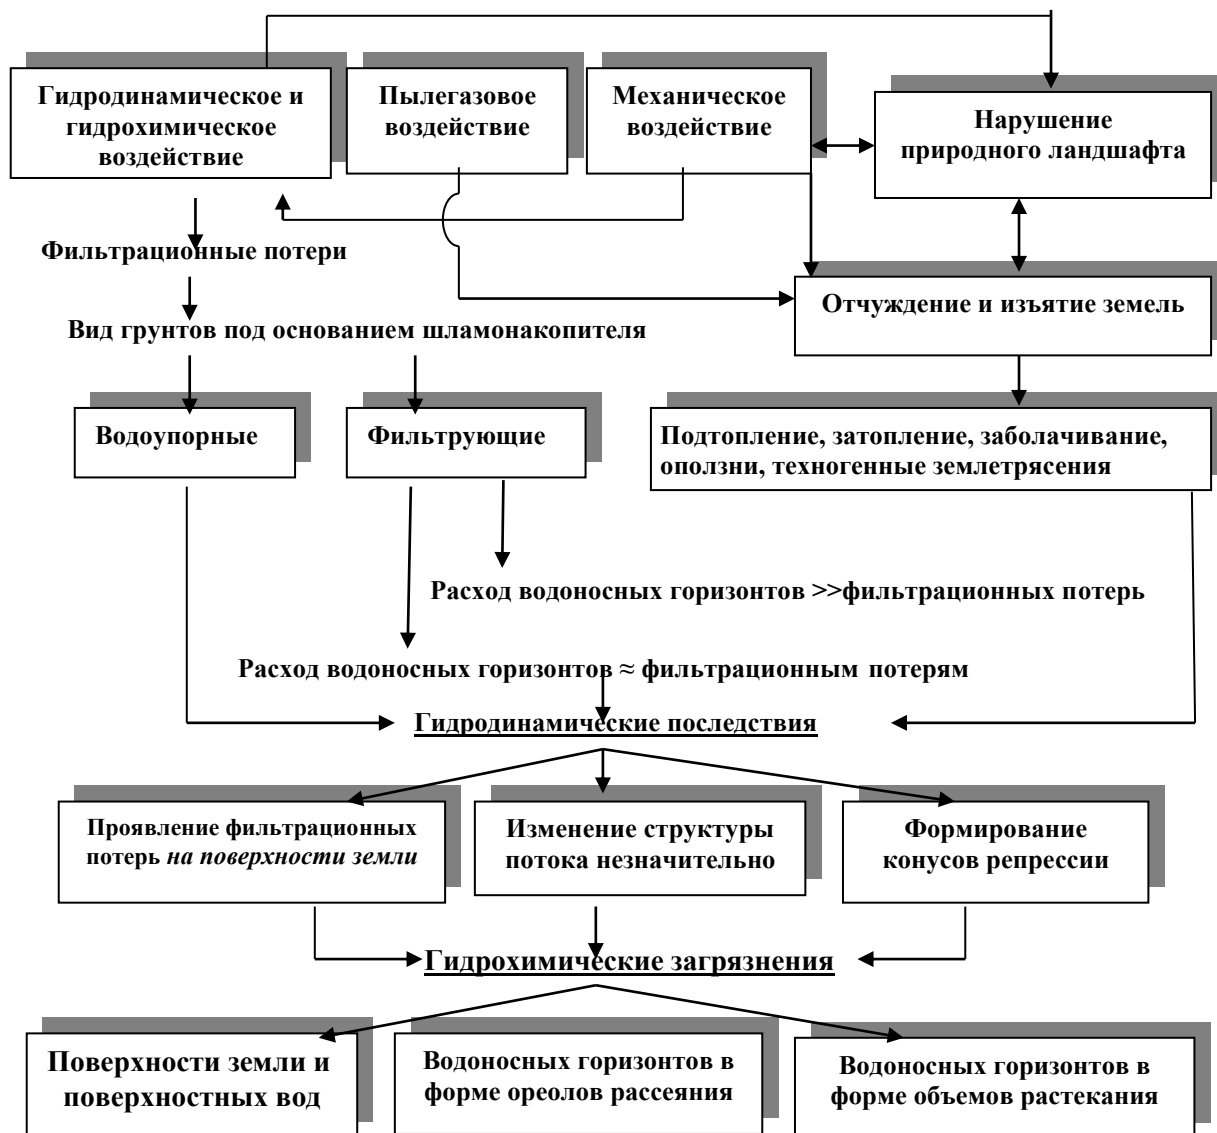 Гидродинамическое и
гидрохимическое
воздействие
Пылегазовое
воздействие
Механическое
воздействие
Нарушение
природного ландшафта
Фильтрационные потери
Отчуждение и изъятие земель
Вид грунтов под основанием шламонакопителя
Водоупорные
Фильтрующие
Подтопление, затопление, заболачивание,
оползни, техногенные землетрясения
Расход водоносных горизонтов >>фильтрационных потерь
Расход водоносных горизонтов ≈ фильтрационным потерям
Гидродинамические последствия
Проявление фильтрационных
потерь на поверхности земли
Изменение структуры
потока незначительно
Формирование
конусов репрессии
Гидрохимические загрязнения
Поверхности земли и
поверхностных вод
Водоносных горизонтов в
форме ореолов рассеяния
Водоносных горизонтов в
форме объемов растекания